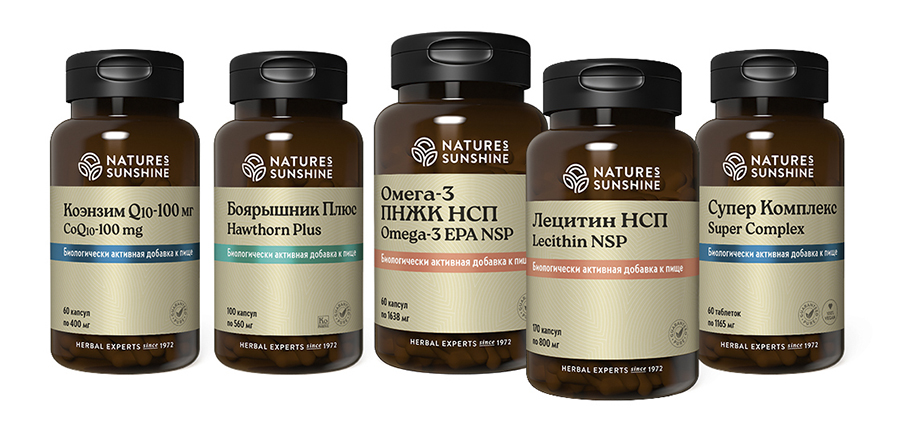 NATURES
SUNSHINE
Коэнзим Q10-100 мг
CoQ10-100 mg
Биологически активная добавка к пище
60 капсул
по 400 мг
HERBAL EXPERTS since 1972
NATURES
SUNSHINE
Боярышник Плюс
Hawthorn Plus
Биологически активная добавка к пище
100 капсул
по 560 мг
HERBAL EXPERTS since 1972
NATURES
SUNSHINE
Омега-3
ПНЖК НСП
Omega-3 EPA NSP
Биологически активная добавка к пище
60 капсул
по 1638 мг
HERBAL EXPERTS since 1972
NATURES
SUNSHINE
Лецитин НСП
Lecithin NSP
Биологически активная добавка к пище
170 капсул
по 800 мг
HERBAL EXPERTS since 1972
NATURES
SUNSHINE
Супер Комплекс
Super Complex
Биологически активная добавка к пище
60 таблеток
по 1165 мг
HERBAL EXPERTS since 1972